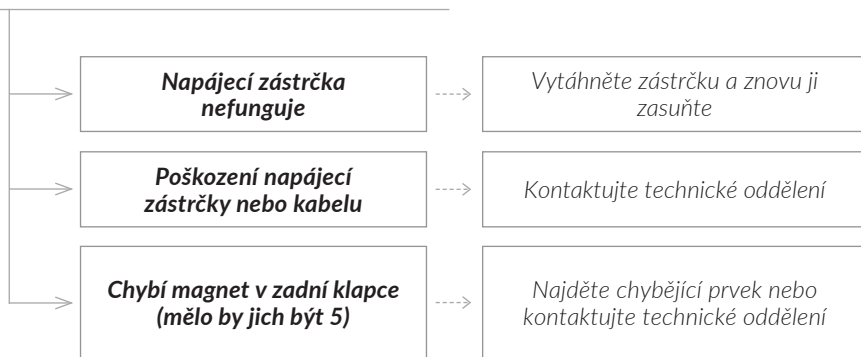 Napájecí zástrčka
nefunguje
Vytáhněte zástrčku a znovu ji
zasuňte
Poškození napájecí
zástrčky nebo kabelu
Kontaktujte technické oddělení
Chybí magnet v zadní klapce
(mělo by jich být 5)
Najděte chybějící prvek nebo
kontaktujte technické oddělení